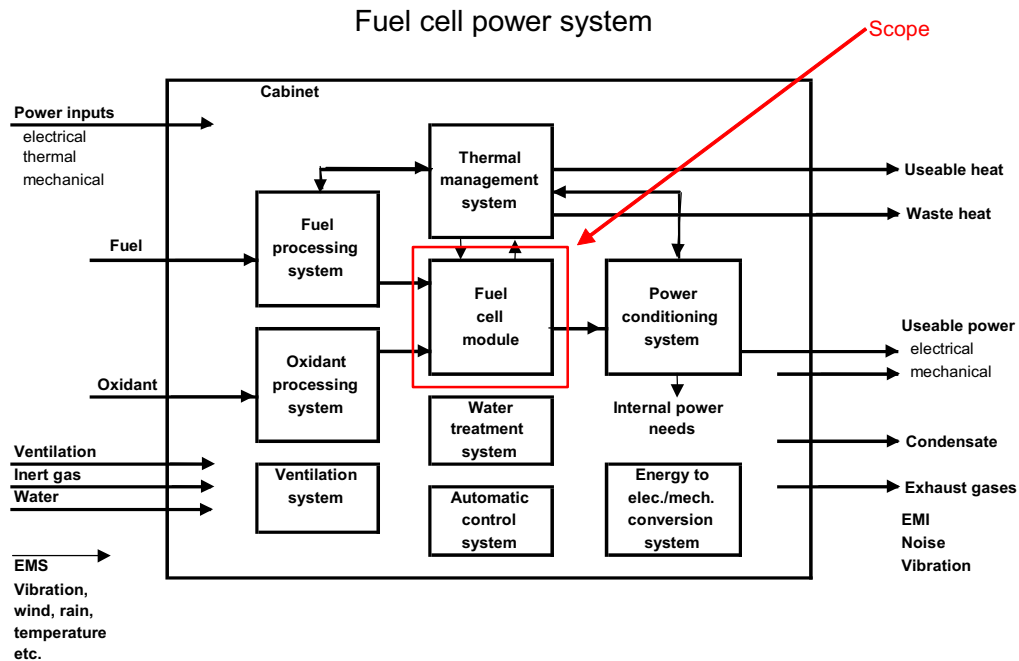 Fuel cell power system
Scope
Cabinet
Power inputs
electrical
thermal
mechanical
Thermal
management
system
Useable heat
Waste heat
Fuel
Fuel
processing
system
Fuel
cell
module
Power
conditioning
system
Useable power
electrical
mechanical
Oxidant
Oxidant
processing
system
Internal power
needs
Water
treatment
system
Condensate
Ventilation
Inert gas
Water
Ventilation
system
Automatic
control
system
Energy to
elec./mech.
conversion
system
Exhaust gases
EMI
Noise
Vibration
EMS
Vibration,
wind, rain,
temperature
etc.